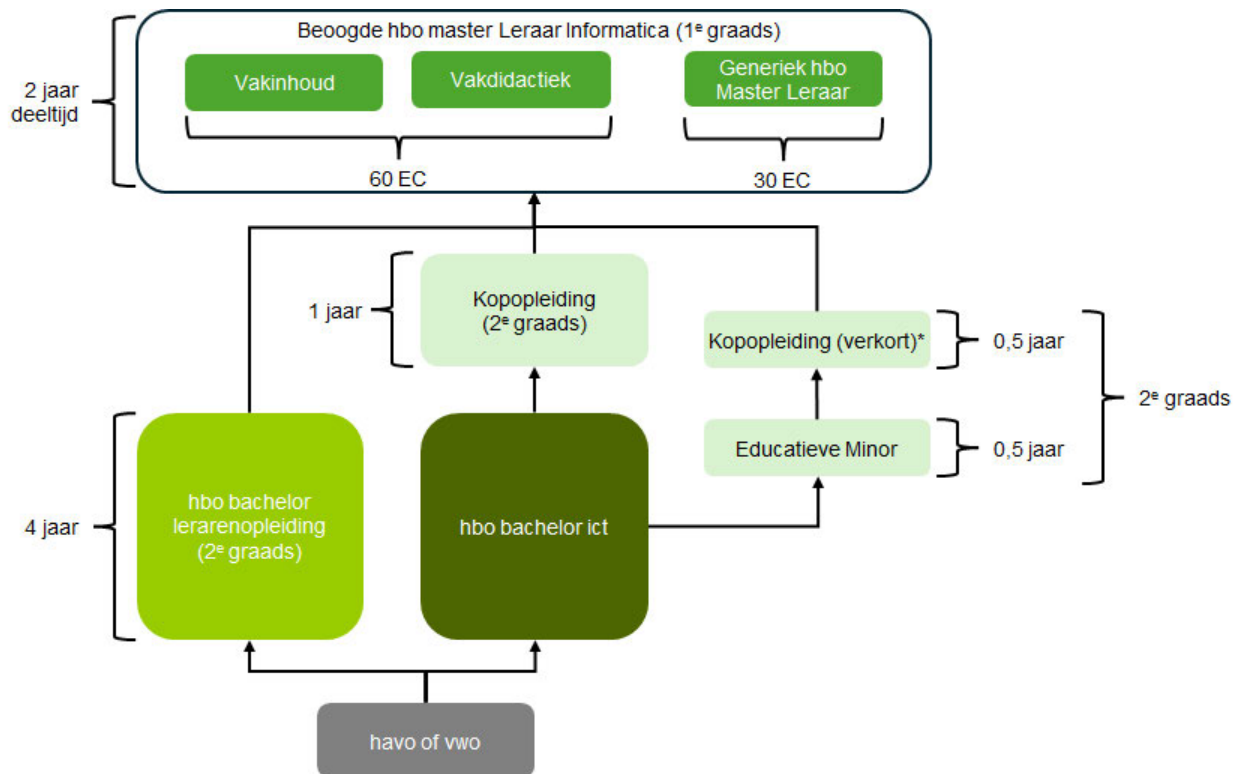 Beoogde hbo master Leraar Informatica (1e graads)
Vakinhoud
Vakdidactiek
Generiek hbo
Master Leraar
2 jaar
deeltijd
60 EC
30 EC
1 jaar
Kopopleiding
(2e graads)
Kopopleiding (verkort)*
0,5 jaar
2e graads
Educatieve Minor
0,5 jaar
4 jaar
hbo bachelor
lerarenopleiding
(2e graads)
hbo bachelor ict
havo of vwo